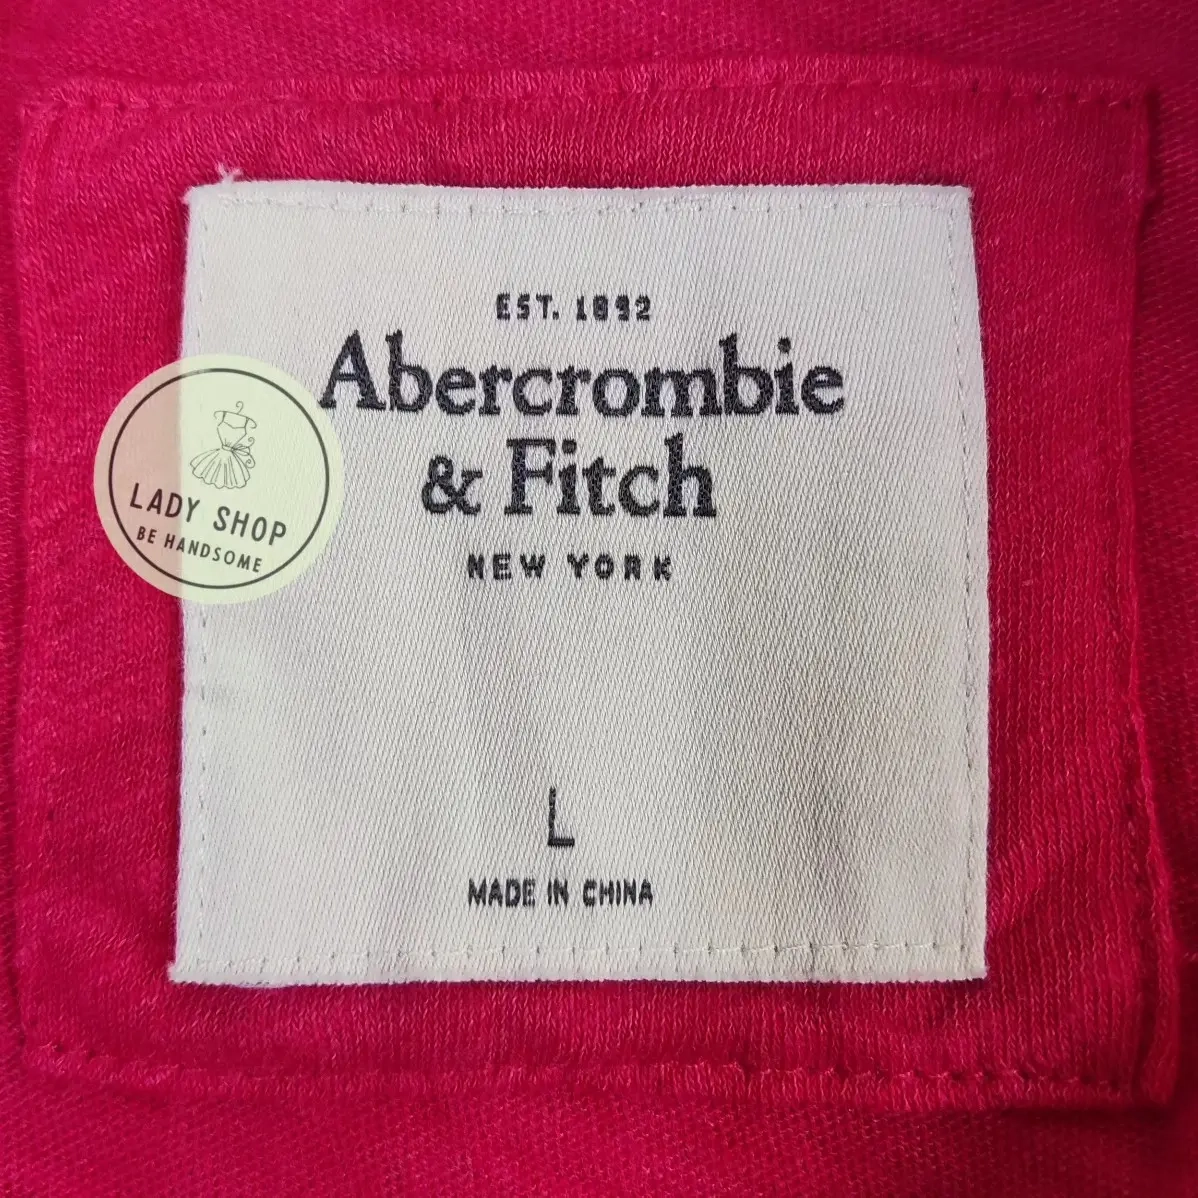 EST. 1892
Abercrombie
& Fitch
NEW YORK
LADY SHOP
BE HANDSOME
L
MADE IN CHINA